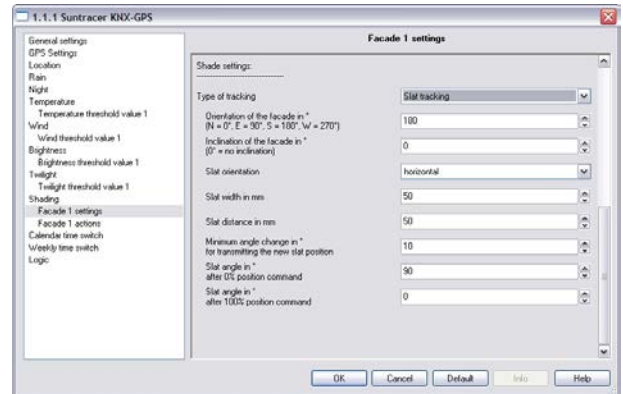 1.1.1 Suntracer KNX-GPS
General settings
GPS Settings
Location
Rain
Night
Temperature
Temperature threshold value 1
Wind
Wind threshold value 1
Brightness
Brightness threshold value 1
Twilight
Twilight threshold value 1
Shading
Facade 1 settings
Facade 1 actions
Calendar time switch
Weekly time switch
Logic
Facade 1 settings
Shade settings:
------------------------------
Type of tracking
Slat tracking
Orientation of the facade in °
(N = 0°, E = 90°, S = 180°, W = 270°)
180
Inclination of the facade in °
(0° = no inclination)
0
Slat orientation
horizontal
Slat width in mm
50
Slat distance in mm
50
Minimum angle change in °
for transmitting the new slat position
10
Slat angle in °
after 0% position command
90
Slat angle in °
after 100% position command
0
OK
Cancel
Default
Info
Help